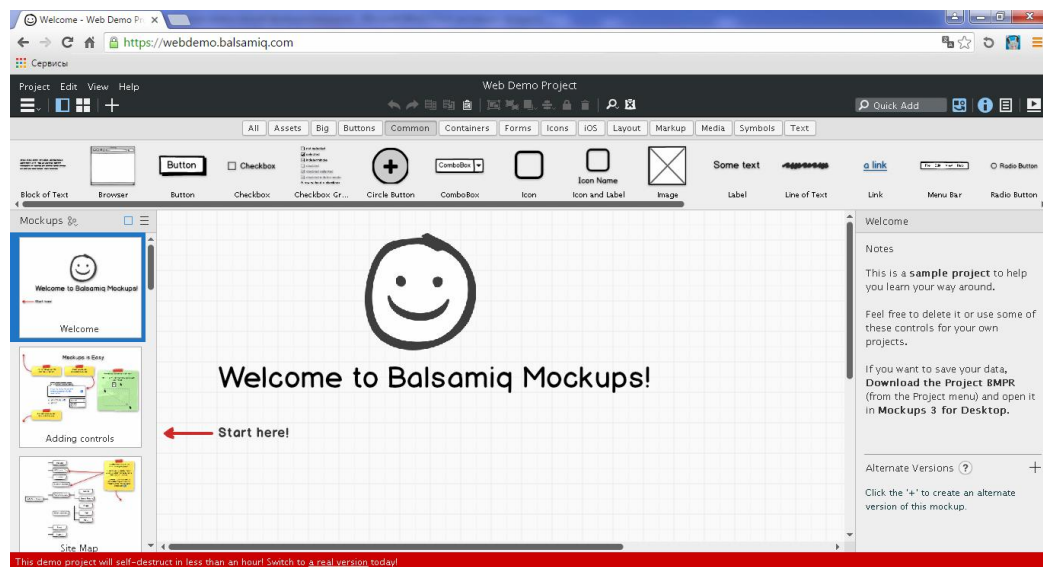 Welcome - Web Demo Pr
https://webdemo.balsamiq.com
Сервисы
Project Edit View Help
Web Demo Project
Quick Add
All Assets Big Buttons Common Containers Forms Icons iOS Layout Markup Media Symbols Text
Button
Checkbox
ComboBox
Icon Name
Some text
a link
Radio Button
Block of Text Browser Button Checkbox Checkbox Gr... Circle Button ComboBox Icon Icon and Label Image Label Line of Text Link Menu Bar Radio Button
Mockups
Welcome to Balsamiq Mockups!
Start here!
Welcome
Mockups is Easy
Adding controls
Site Map
Welcome to Balsamiq Mockups!
Start here!
Welcome
Notes
This is a sample project to help
you learn your way around.
Feel free to delete it or use some of
these controls for your own
projects.
If you want to save your data,
Download the Project BMPR
(from the Project menu) and open it
in Mockups 3 for Desktop.
Alternate Versions ?
Click the '+' to create an alternate
version of this mockup.
This demo project will self-destruct in less than an hour! Switch to a real version today!